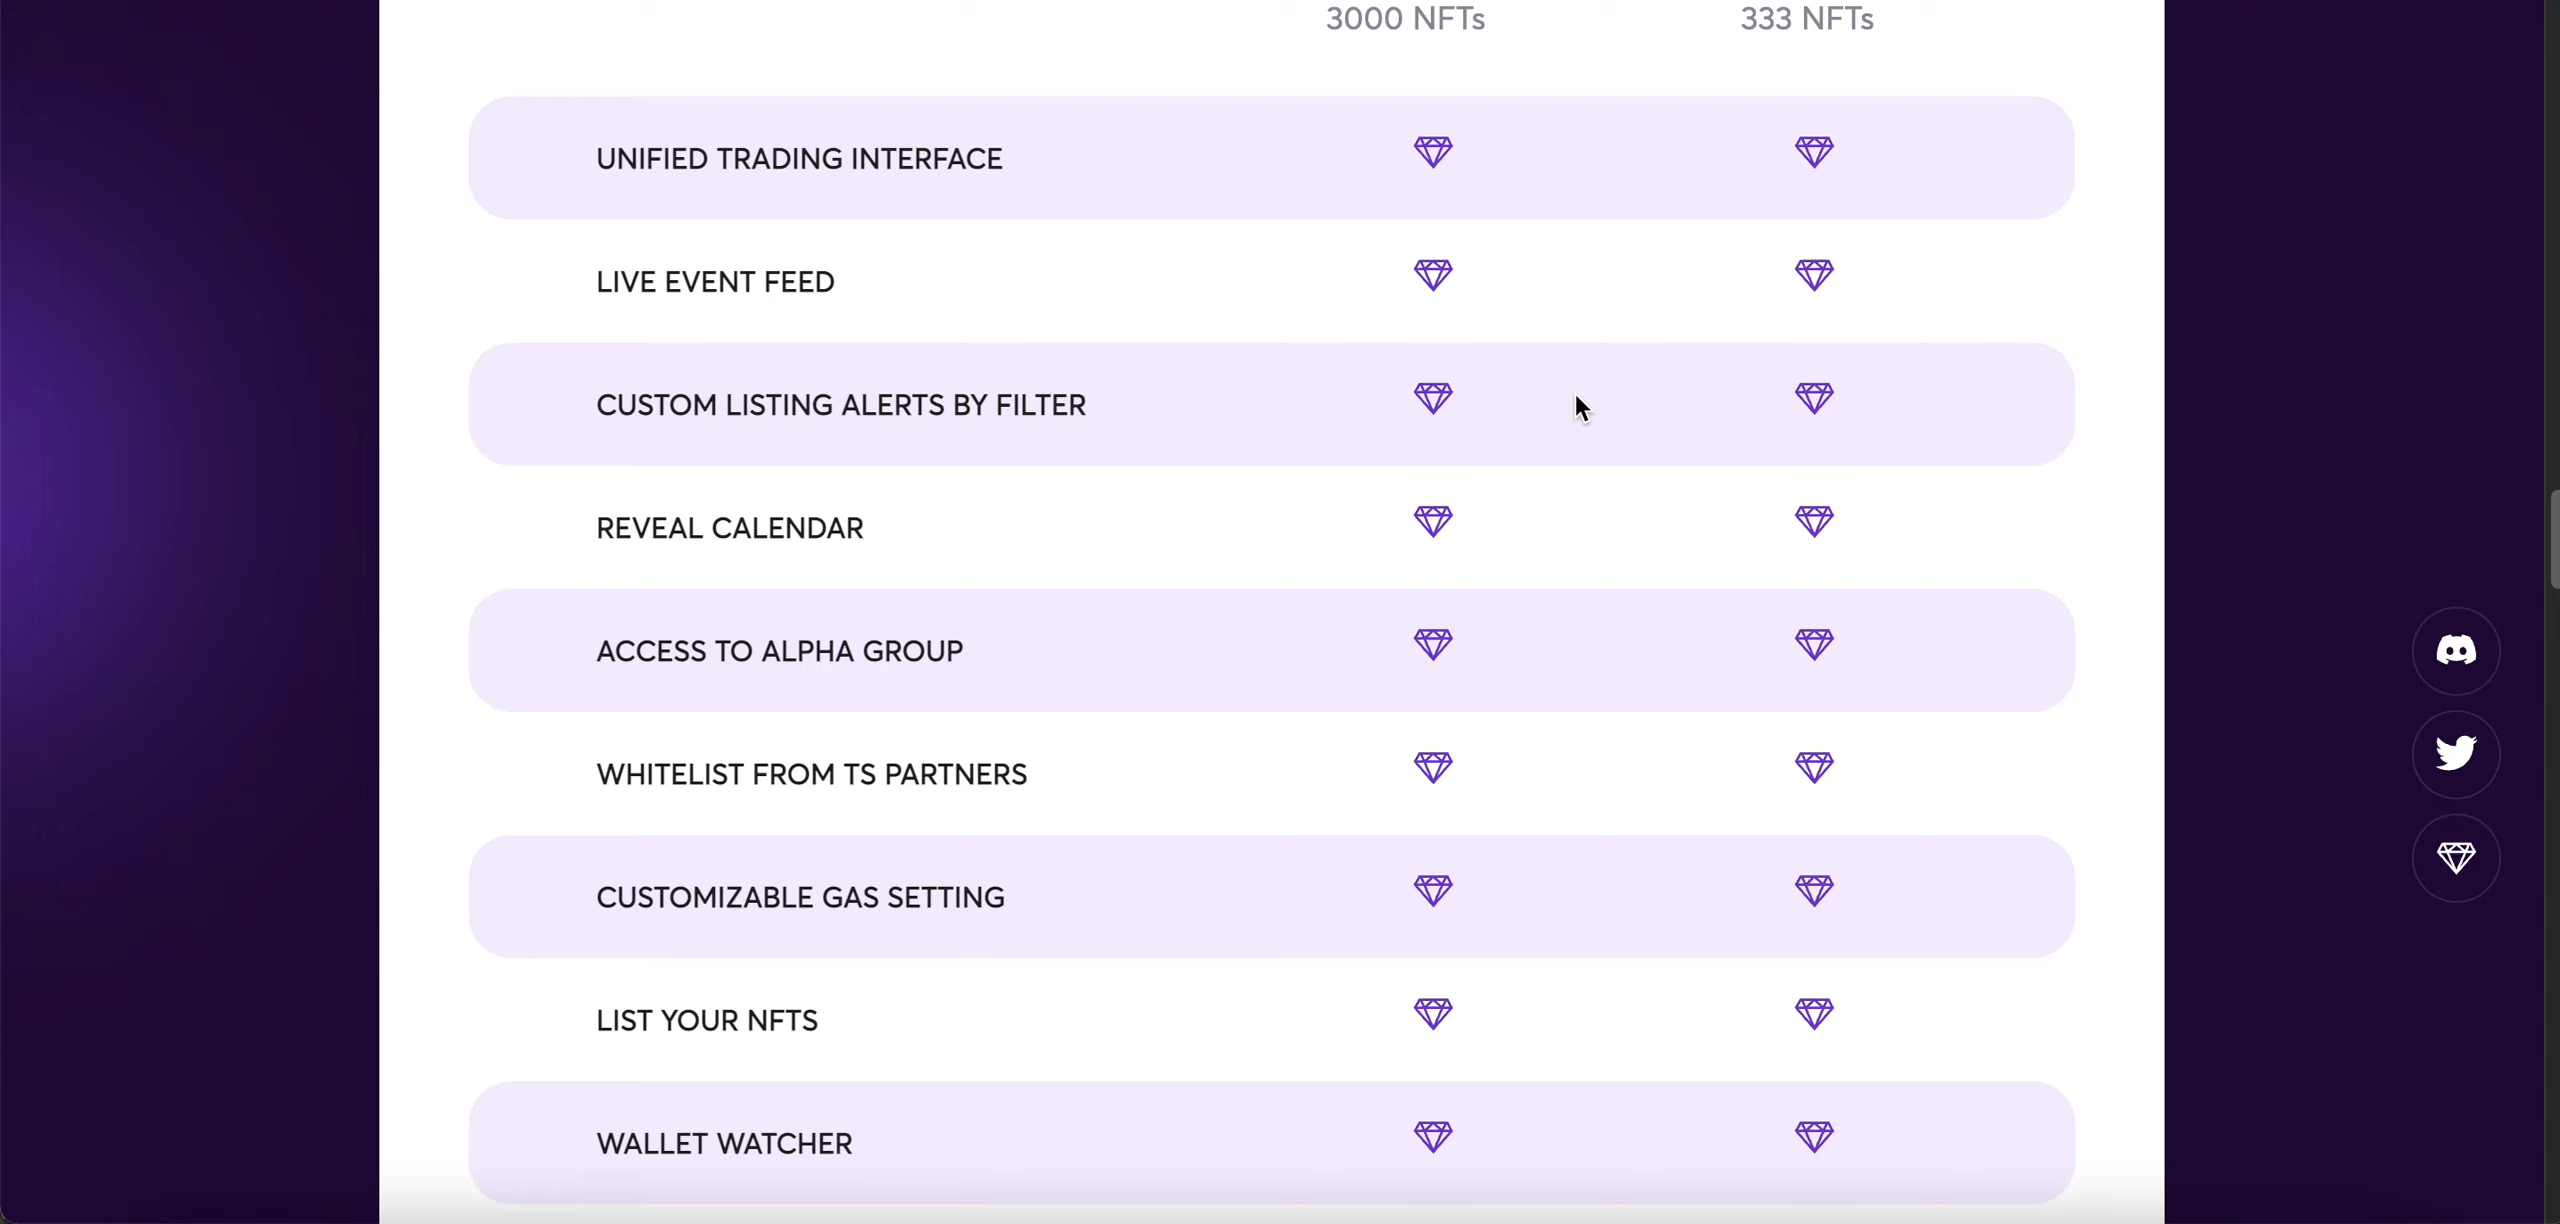 3000 NFTs 333 NFTs
UNIFIED TRADING INTERFACE
LIVE EVENT FEED
CUSTOM LISTING ALERTS BY FILTER
REVEAL CALENDAR
ACCESS TO ALPHA GROUP
WHITELIST FROM TS PARTNERS
CUSTOMIZABLE GAS SETTING
LIST YOUR NFTS
WALLET WATCHER